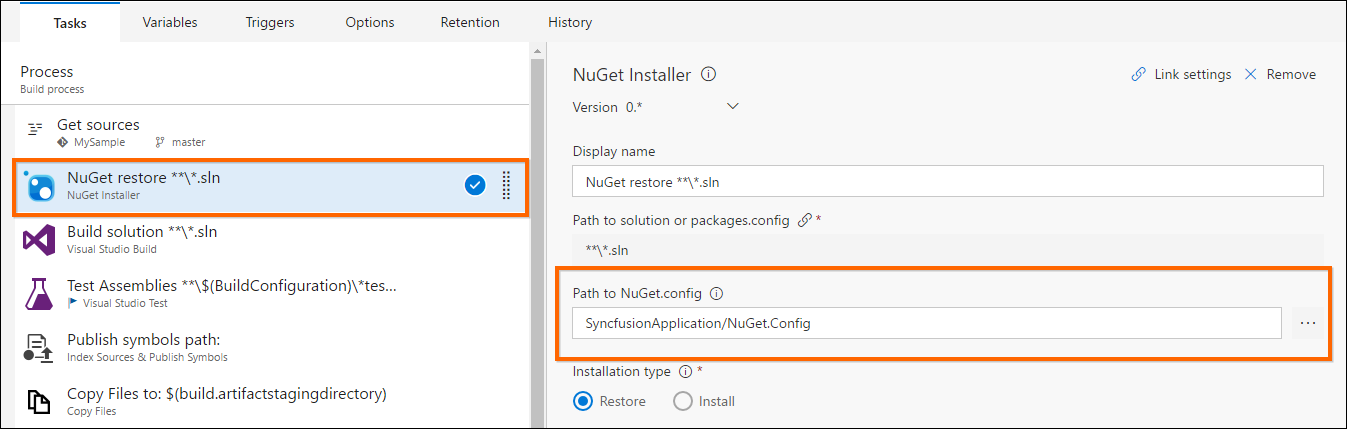 Tasks
Variables
Triggers
Options
Retention
History
Process
Build process
Get sources
MySample master
NuGet restore **\*.sln
NuGet Installer
Build solution **\*.sln
Visual Studio Build
Test Assemblies **\$(BuildConfiguration)\*tes...
Visual Studio Test
Publish symbols path:
Index Sources & Publish Symbols
Copy Files to: $(build.artifactstagingdirectory)
Copy Files
NuGet Installer
Link settings
Remove
Version 0.*
Display name
NuGet restore **\*.sln
Path to solution or packages.config *
**\*.sln
Path to NuGet.config
SyncfusionApplication/NuGet.Config
...
Installation type *
Restore
Install